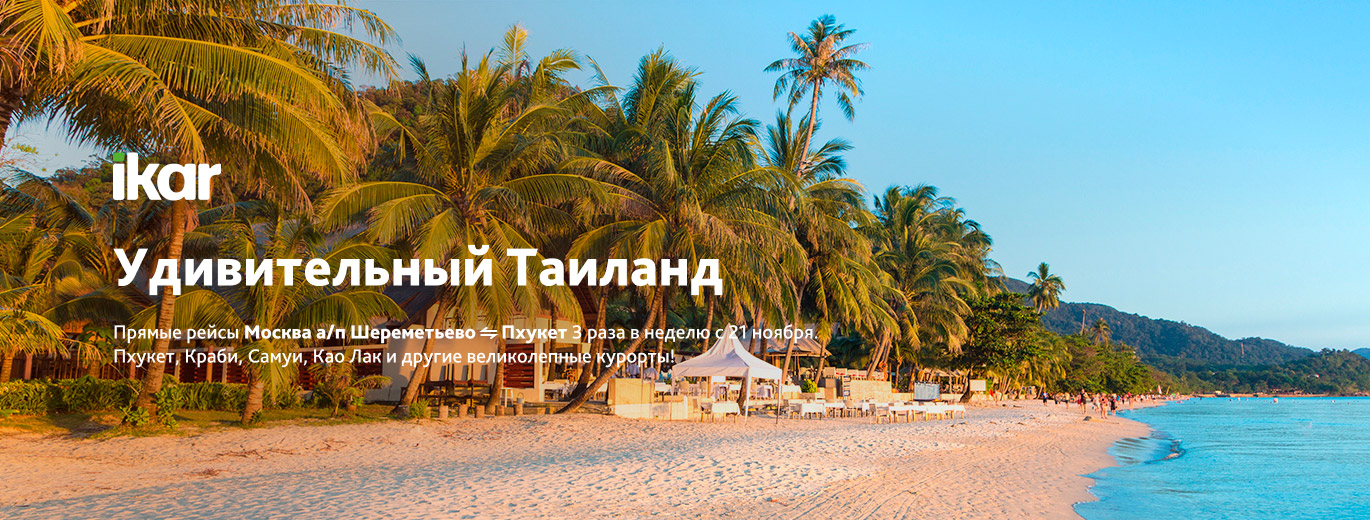 ikar
Удивительный Таиланд
Прямые рейсы Москва а/п Шереметьево ⇋ Пхукет 3 раза в неделю с 21 ноября.
Пхукет, Краби, Самуи, Као Лак и другие великолепные курорты!